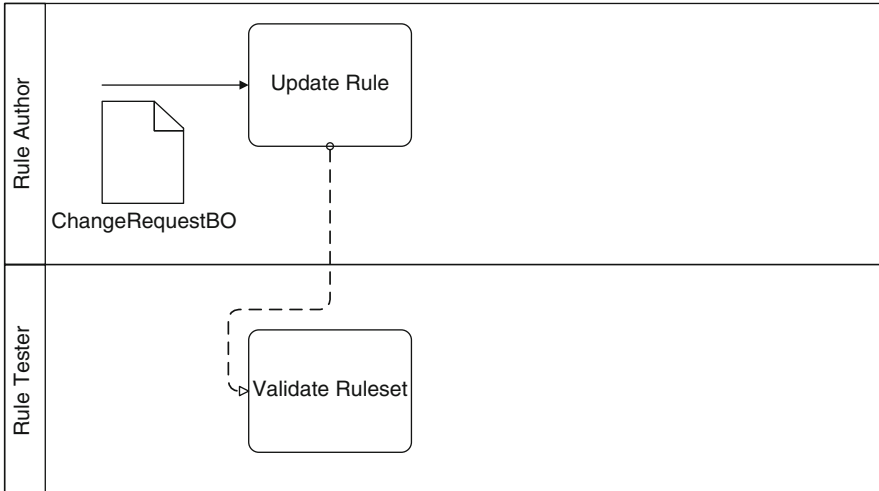 Rule Author
Update Rule
ChangeRequestBO
Rule Tester
Validate Ruleset